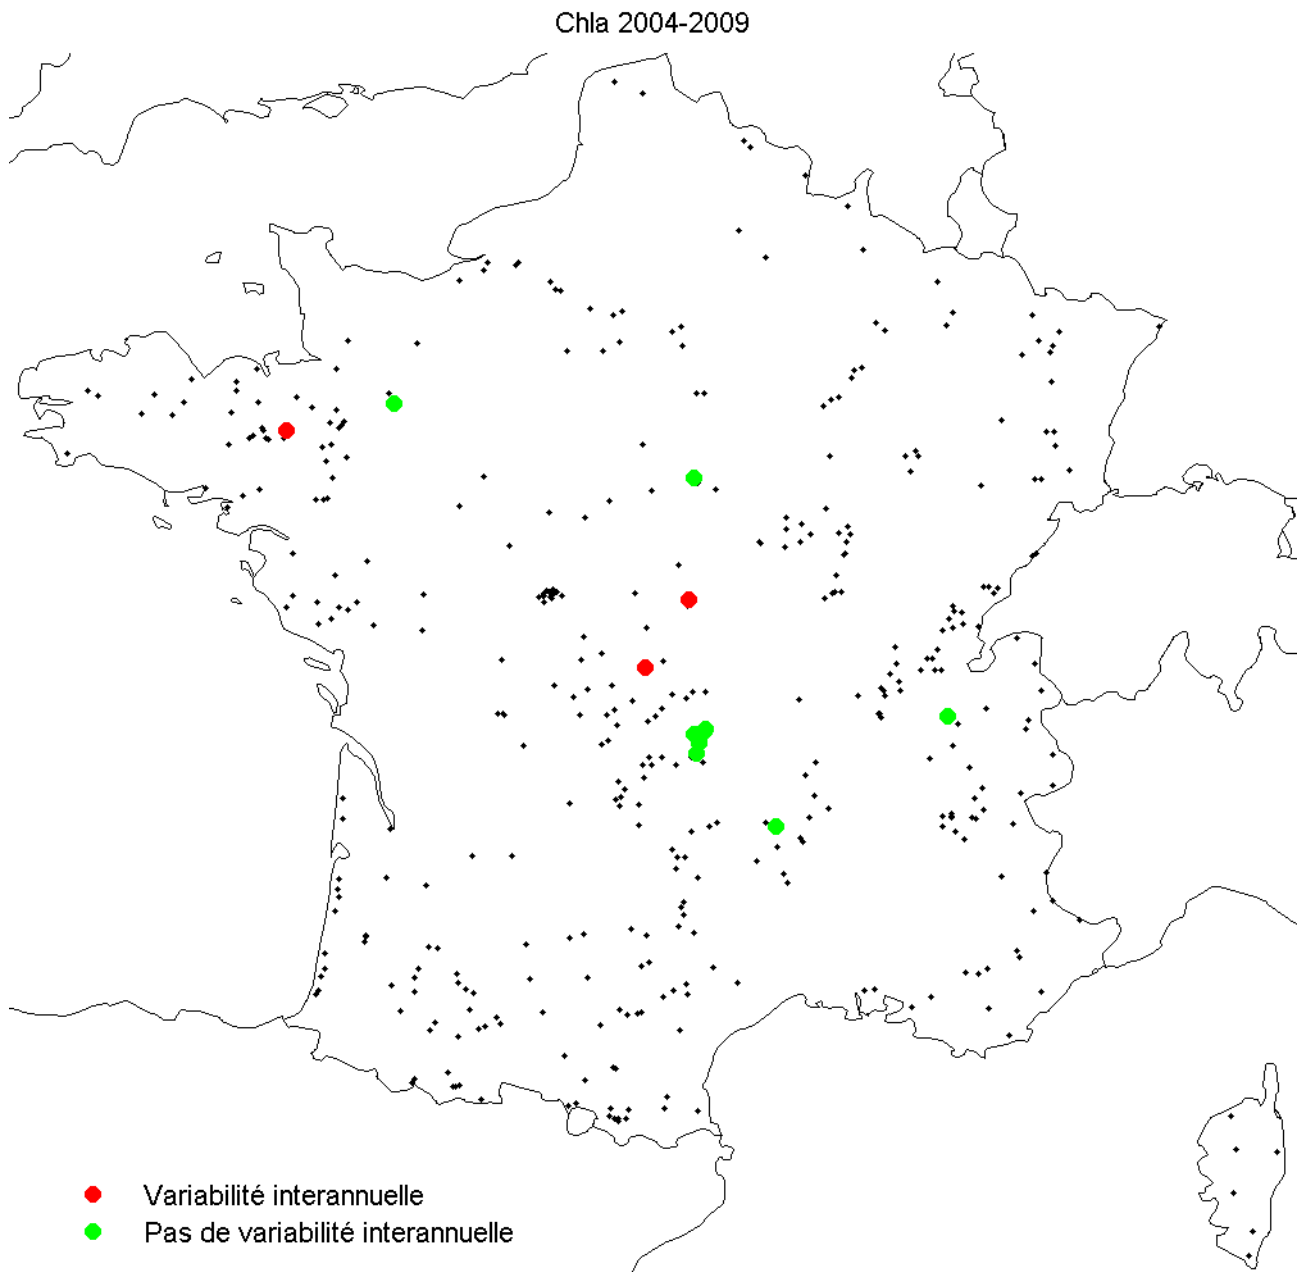 Chla 2004-2009
Variabilité interannuelle
Pas de variabilité interannuelle